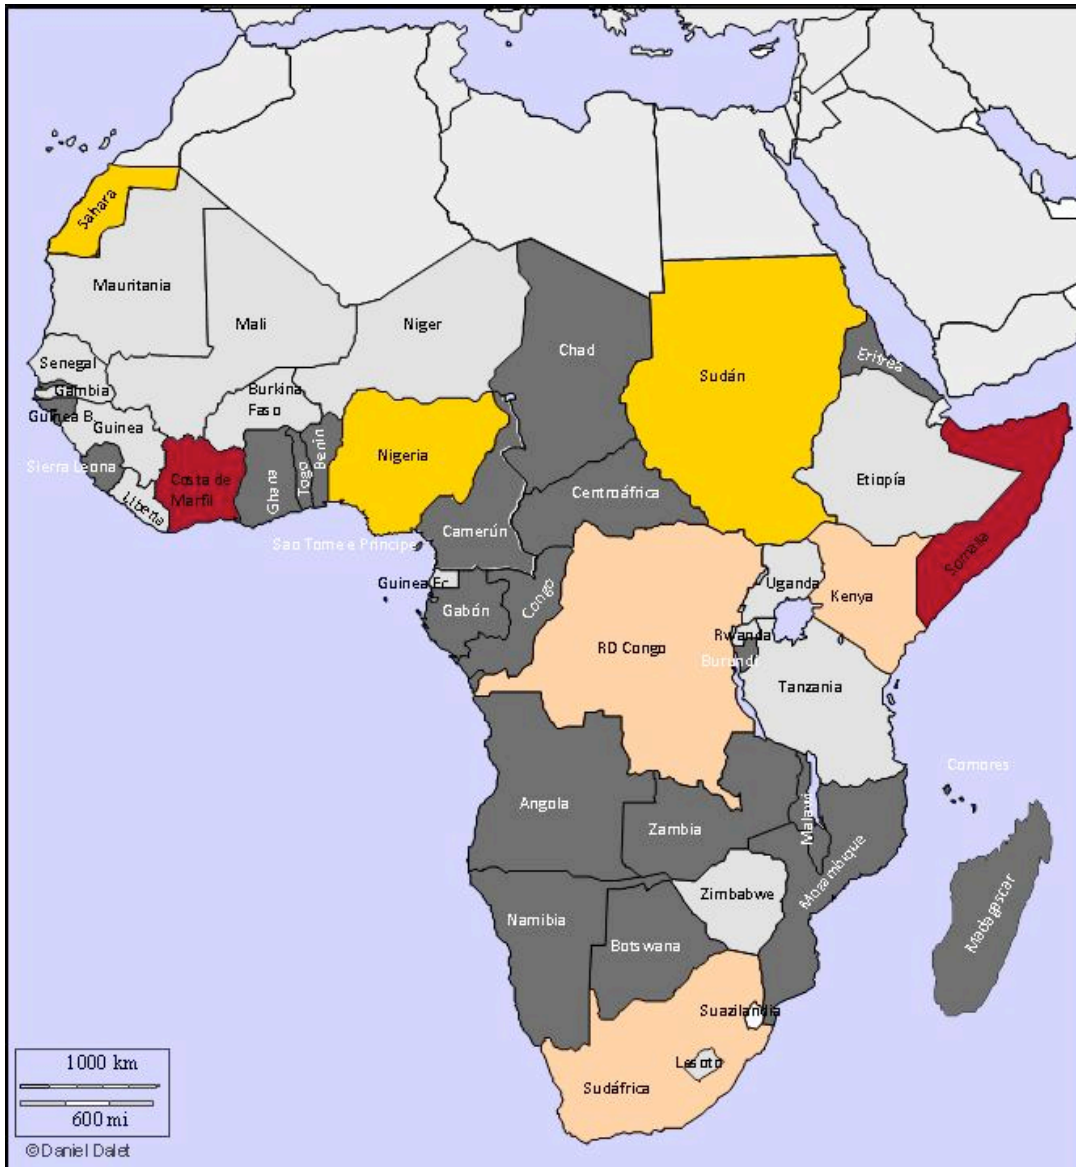 Sahara
Mauritania
Mali
Niger
Chad
Sudán
Eritrea
Senegal
Gambia
Guinea B.
Guinea
Burkina
Faso
Sierra Leona
Liberia
Costa de
Marfil
Ghana
Togo
Benín
Nigeria
Camerún
Centroáfrica
Etiopía
Somalia
Sao Tome e Príncipe
Guinea Ec.
Gabón
Congo
RD Congo
Uganda
Kenya
Rwanda
Burundi
Tanzania
Comores
Angola
Zambia
Malawi
Mozambique
Madagascar
Zimbabwe
Namibia
Botswana
Suazilandia
Lesoto
Sudáfrica
1000 km
600 mi
©Daniel Dalet